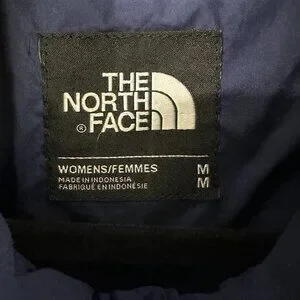 THE
NORTH
® FACE
WOMENS/FEMMES M
MADE IN INDONESIA M
FABRIQUÉ EN INDONÉSIE